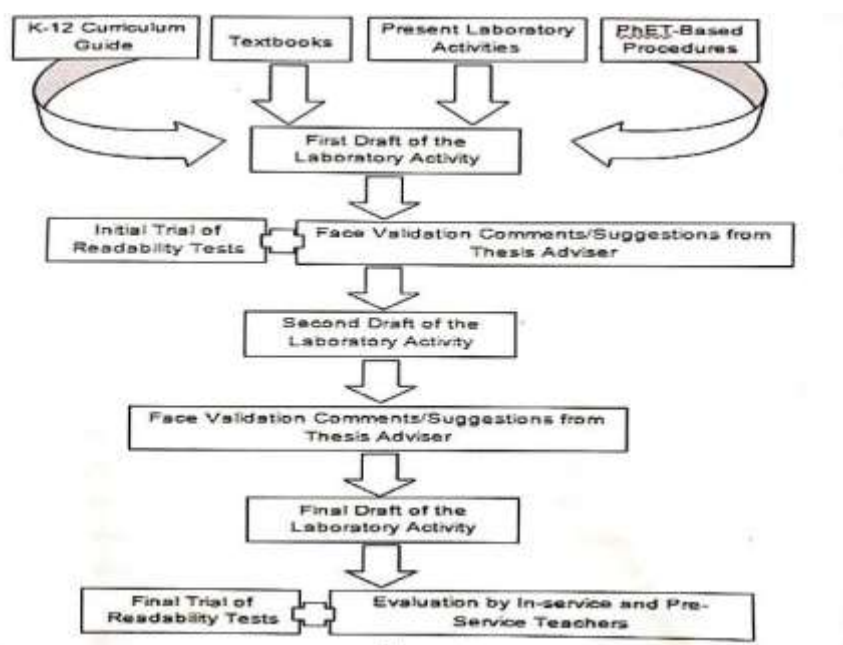 K-12 Curriculum
Guide
Textbooks
Present Laboratory
Activities
PhET-Based
Procedures
First Draft of the
Laboratory Activity
Initial Trial of
Readability Tests
Face Validation Comments/Suggestions from
Thesis Adviser
Second Draft of the
Laboratory Activity
Face Validation Comments/Suggestions from
Thesis Adviser
Final Draft of the
Laboratory Activity
Final Trial of
Readability Tests
Evaluation by In-service and Pre-
Service Teachers